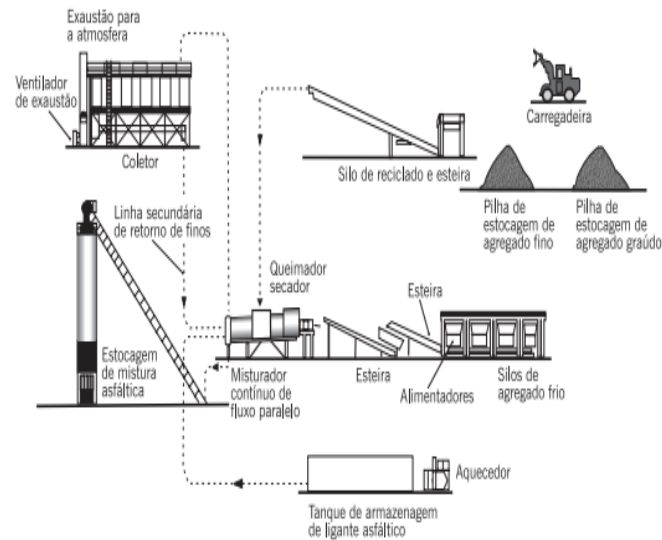 Exaustão para
a atmosfera
Ventilador
de exaustão
Coletor
Carregadeira
Silo de reciclado e esteira
Pilha de
estocagem de
agregado fino
Pilha de
estocagem de
agregado graúdo
Linha secundária
de retorno de finos
Queimador
secador
Esteira
Estocagem
de mistura
asfáltica
Misturador
contínuo de
fluxo paralelo
Esteira
Alimentadores
Silos de
agregado frio
Aquecedor
Tanque de armazenagem
de ligante asfáltico